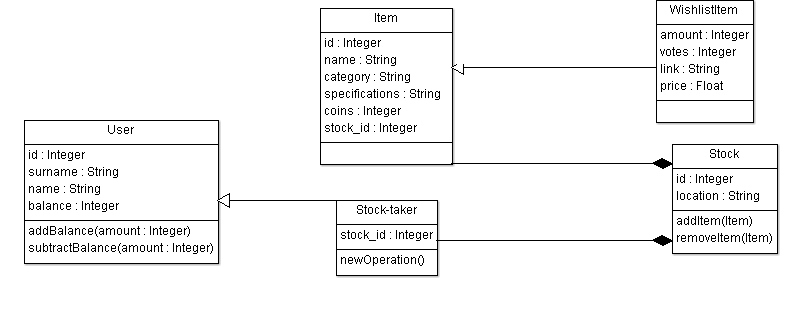 Item
id : Integer
name : String
category : String
specifications : String
coins : Integer
stock_id : Integer
WishlistItem
amount : Integer
votes : Integer
link : String
price : Float
User
id : Integer
surname : String
name : String
balance : Integer
addBalance(amount : Integer)
subtractBalance(amount : Integer)
Stock-taker
stock_id : Integer
newOperation()
Stock
id : Integer
location : String
addItem(Item)
removeItem(Item)